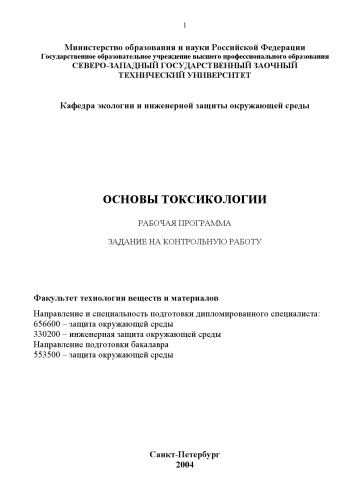 1
Министерство образования и науки Российской Федерации
Государственное образовательное учреждение высшего профессионального образования
СЕВЕРО-ЗАПАДНЫЙ ГОСУДАРСТВЕННЫЙ ЗАОЧНЫЙ
ТЕХНИЧЕСКИЙ УНИВЕРСИТЕТ
Кафедра экологии и инженерной защиты окружающей среды
ОСНОВЫ ТОКСИКОЛОГИИ
РАБОЧАЯ ПРОГРАММА
ЗАДАНИЕ НА КОНТРОЛЬНУЮ РАБОТУ
Факультет технологии веществ и материалов
Направление и специальность подготовки дипломированного специалиста:
656600 – защита окружающей среды
330200 – инженерная защита окружающей среды
Направление подготовки бакалавра
553500 – защита окружающей среды
Санкт-Петербург
2004